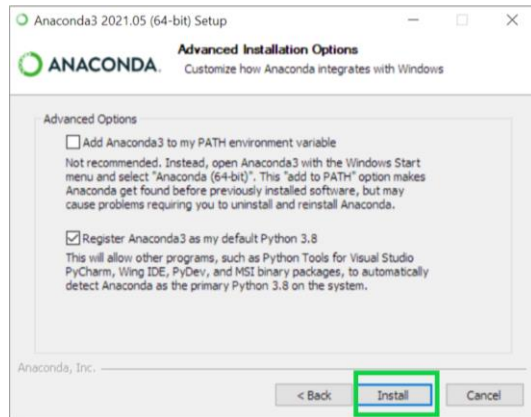 Anaconda3 2021.05 (64-bit) Setup
Advanced Installation Options
ANACONDA.
Customize how Anaconda integrates with Windows
Advanced Options
Add Anaconda3 to my PATH environment variable
Not recommended. Instead, open Anaconda3 with the Windows Start
menu and select "Anaconda (64-bit)". This "add to PATH" option makes
Anaconda get found before previously installed software, but may
cause problems requiring you to uninstall and reinstall Anaconda.
Register Anaconda3 as my default Python 3.8
This will allow other programs, such as Python Tools for Visual Studio
PyCharm, Wing IDE, PyDev, and MSI binary packages, to automatically
detect Anaconda as the primary Python 3.8 on the system.
Anaconda, Inc.
< Back Install Cancel